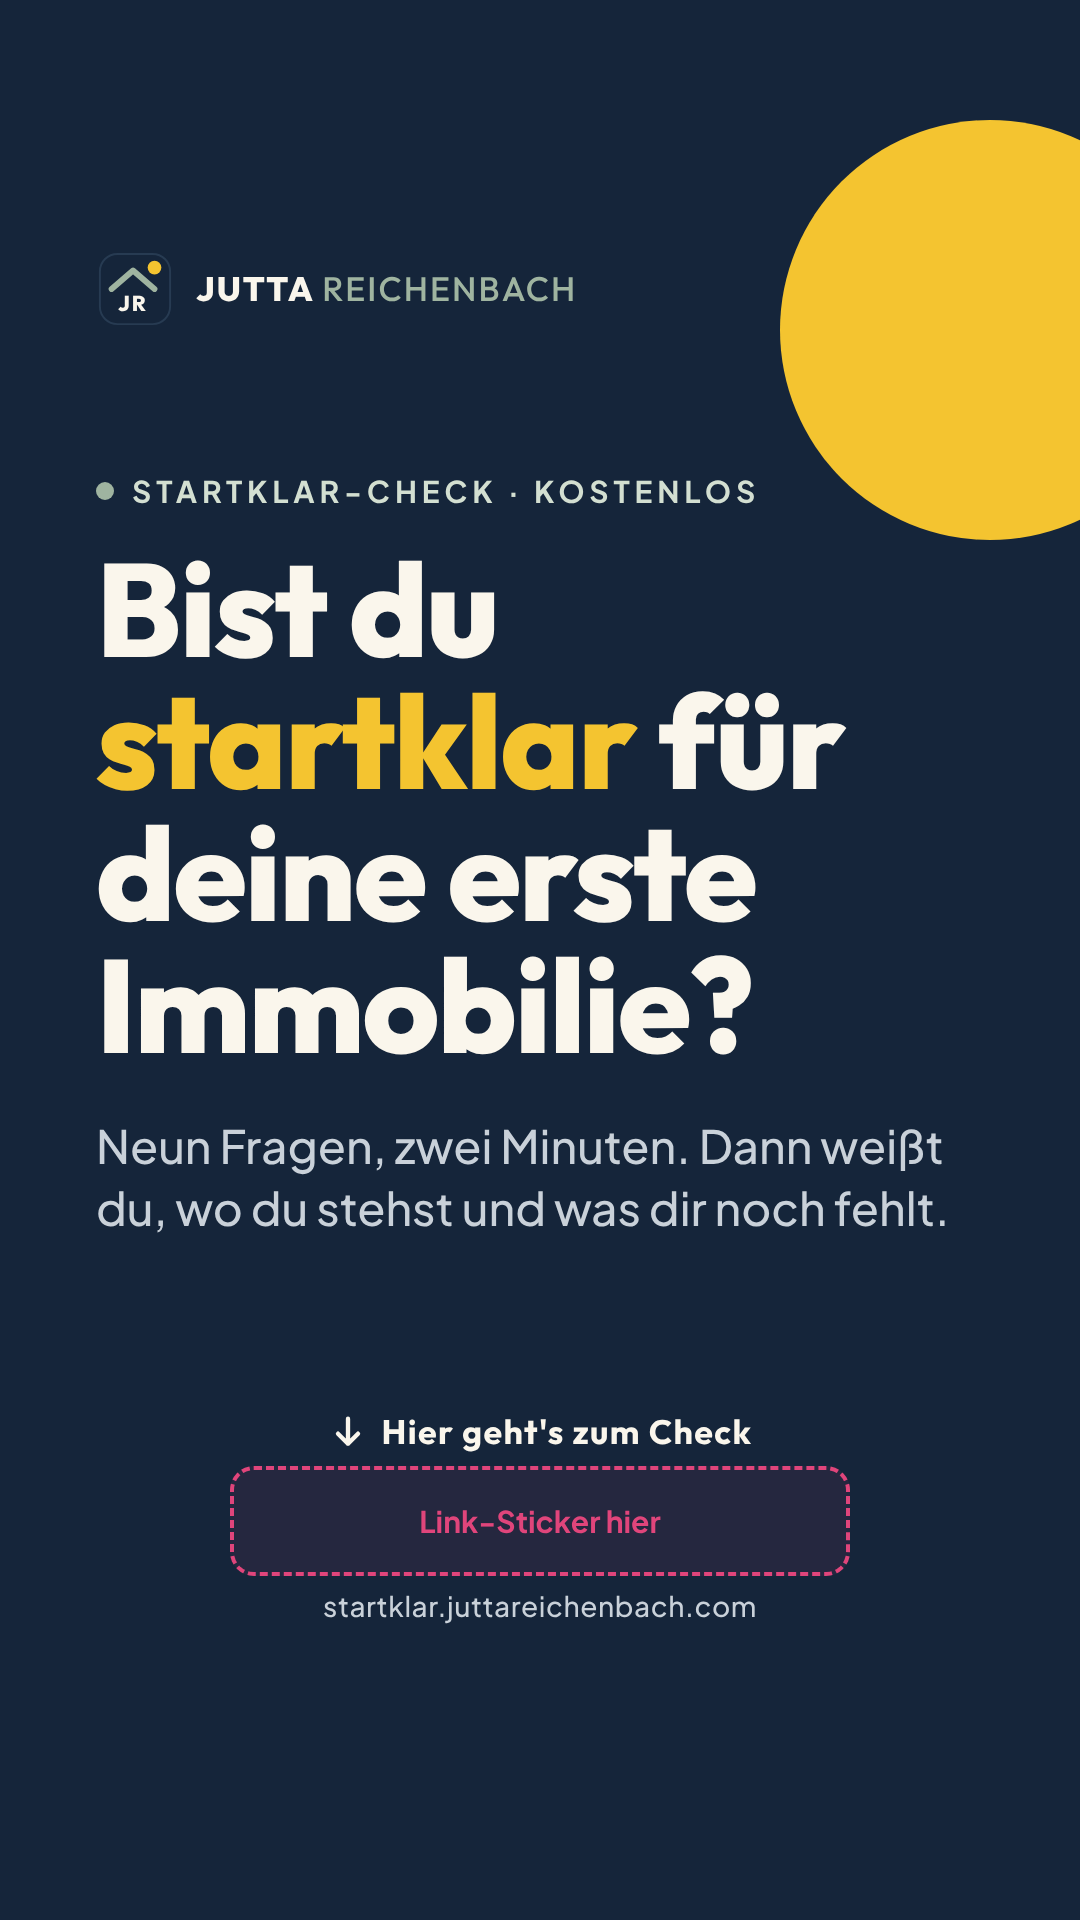 JR
JUTTA REICHENBACH
STARTKLAR-CHECK · KOSTENLOS
Bist du
startklar für
deine erste
Immobilie?
Neun Fragen, zwei Minuten. Dann weißt
du, wo du stehst und was dir noch fehlt.
↓ Hier geht's zum Check
Link-Sticker hier
startklar.juttareichenbach.com